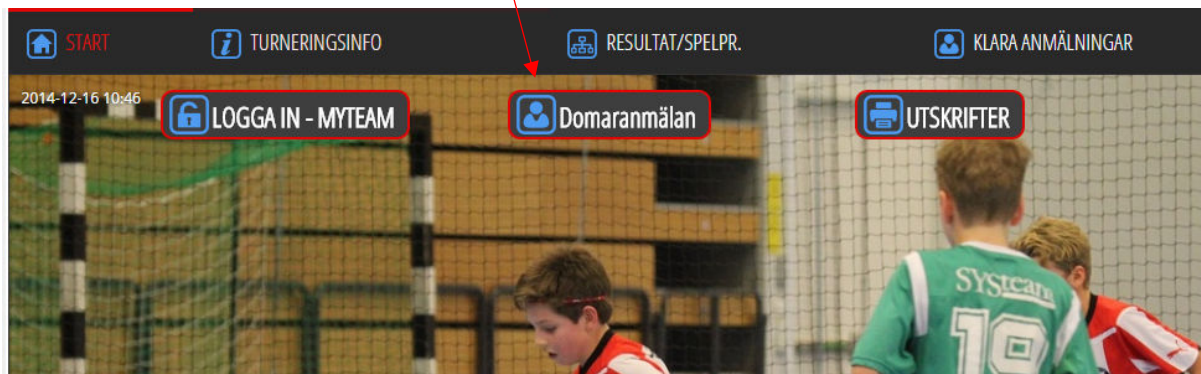 START TURNERINGSINFO RESULTAT/SPELPR. KLARA ANMÄLNINGAR
2014-12-16 10:46
LOGGA IN - MYTEAM Domaranmälan UTSKRIFTER
SYSteam
19